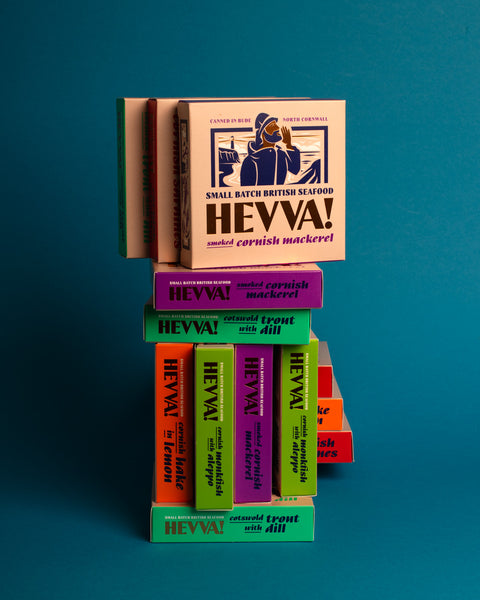 CANNED IN BUDE NORTH CORNWALL
SMALL BATCH BRITISH SEAFOOD
HEVVA!
smoked cornish mackerel
SMALL BATCH BRITISH SEAFOOD
HEVVA!
smoked cornish
mackerel
SMALL BATCH BRITISH SEAFOOD
HEVVA!
cotswold trout
with dill
SMALL BATCH BRITISH SEAFOOD
HEVVA!
cornish hake
in lemon
SMALL BATCH BRITISH SEAFOOD
HEVVA!
cornish monkfish
with aleppo
SMALL BATCH BRITISH SEAFOOD
HEVVA!
smoked cornish
mackerel
SMALL BATCH BRITISH SEAFOOD
HEVVA!
cornish monkfish
with aleppo
SMALL BATCH BRITISH SEAFOOD
HEVVA!
cotswold trout
with dill